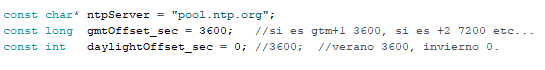 const char* ntpServer = "pool.ntp.org";
const long  gmtOffset_sec = 3600;   //si es gtm+1 3600, si es +2 7200 etc...
const int   daylightOffset_sec = 0; //3600;  //verano 3600, invierno 0.